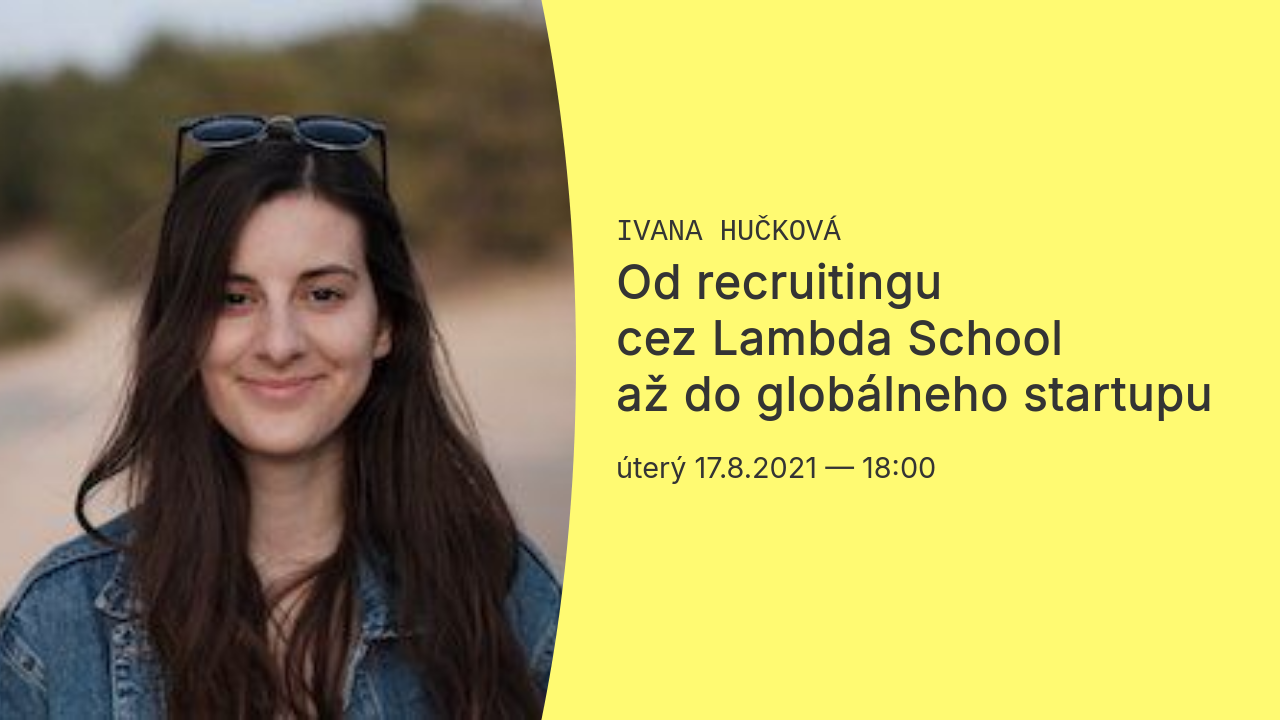 IVANA HUČKOVÁ
Od recruitingu
cez Lambda School
až do globálneho startupu
úterý 17.8.2021 — 18:00